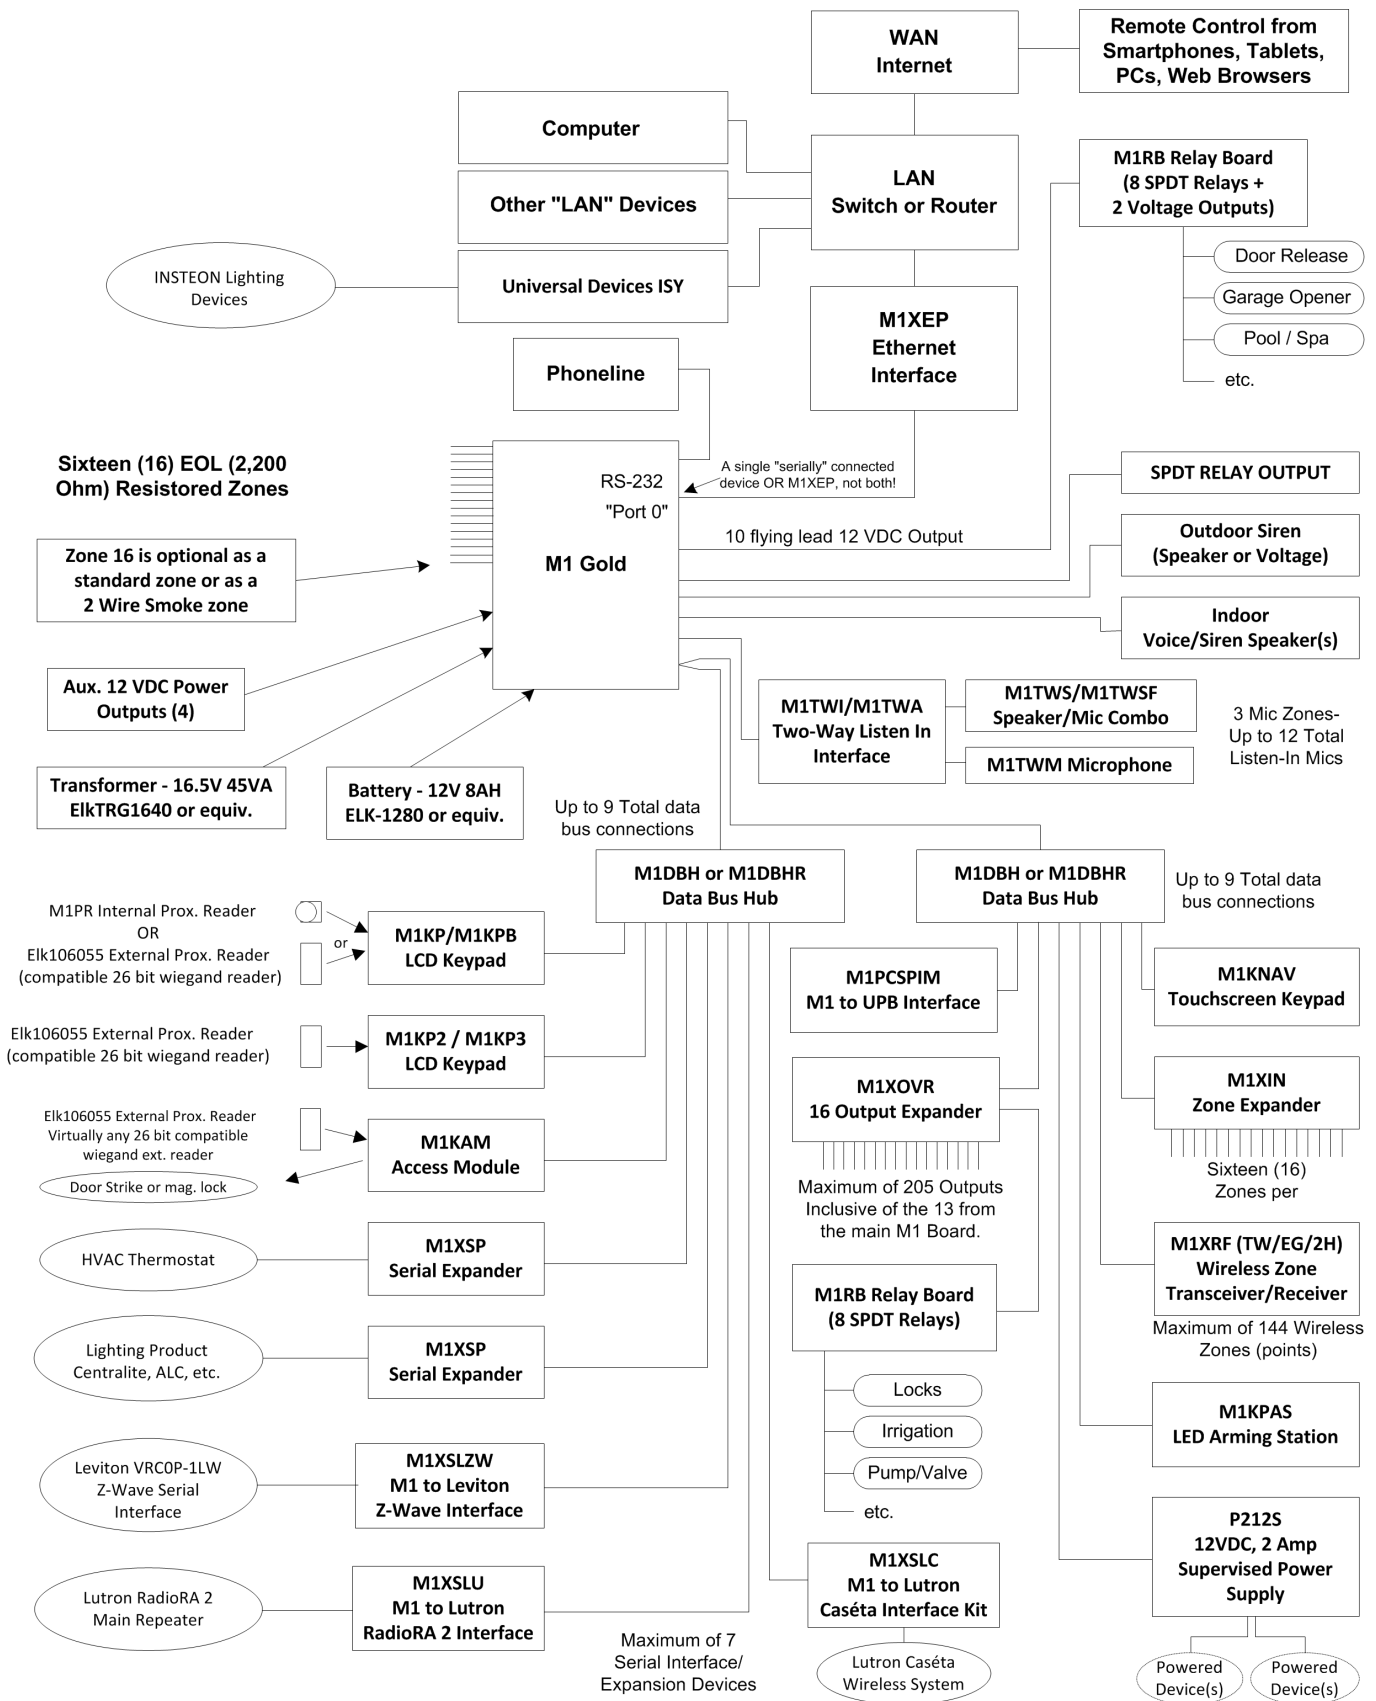 WAN
Internet
Remote Control from
Smartphones, Tablets,
PCs, Web Browsers
Computer
LAN
Switch or Router
M1RB Relay Board
(8 SPDT Relays +
2 Voltage Outputs)
Other "LAN" Devices
Door Release
INSTEON Lighting
Devices
Universal Devices ISY
Garage Opener
M1XEP
Ethernet
Interface
Pool / Spa
etc.
Phoneline
Sixteen (16) EOL (2,200
Ohm) Resistored Zones
RS-232
"Port 0"
A single "serially" connected
device OR M1XEP, not both!
SPDT RELAY OUTPUT
10 flying lead 12 VDC Output
Outdoor Siren
(Speaker or Voltage)
Zone 16 is optional as a
standard zone or as a
2 Wire Smoke zone
M1 Gold
Indoor
Voice/Siren Speaker(s)
Aux. 12 VDC Power
Outputs (4)
M1TWI/M1TWA
Two-Way Listen In
Interface
M1TWS/M1TWSF
Speaker/Mic Combo
M1TWM Microphone
3 Mic Zones-
Up to 12 Total
Listen-In Mics
Transformer - 16.5V 45VA
ElkTRG1640 or equiv.
Battery - 12V 8AH
ELK-1280 or equiv.
Up to 9 Total data
bus connections
M1DBH or M1DBHR
Data Bus Hub
M1DBH or M1DBHR
Data Bus Hub
Up to 9 Total data
bus connections
M1PR Internal Prox. Reader
OR
Elk106055 External Prox. Reader
(compatible 26 bit wiegand reader)
or
M1KP/M1KPB
LCD Keypad
M1PCSPIM
M1 to UPB Interface
M1KNAV
Touchscreen Keypad
Elk106055 External Prox. Reader
(compatible 26 bit wiegand reader)
M1KP2 / M1KP3
LCD Keypad
M1XOVR
16 Output Expander
M1XIN
Zone Expander
Elk106055 External Prox. Reader
Virtually any 26 bit compatible
wiegand ext. reader
Door Strike or mag. lock
M1KAM
Access Module
Maximum of 205 Outputs
Inclusive of the 13 from
the main M1 Board.
Sixteen (16)
Zones per
HVAC Thermostat
M1XSP
Serial Expander
M1RB Relay Board
(8 SPDT Relays)
M1XRF (TW/EG/2H)
Wireless Zone
Transceiver/Receiver
Maximum of 144 Wireless
Zones (points)
Lighting Product
Centralite, ALC, etc.
M1XSP
Serial Expander
Locks
Irrigation
Pump/Valve
etc.
M1KPAS
LED Arming Station
Leviton VRC0P-1LW
Z-Wave Serial
Interface
M1XSLZW
M1 to Leviton
Z-Wave Interface
P212S
12VDC, 2 Amp
Supervised Power
Supply
Lutron RadioRA 2
Main Repeater
M1XSLU
M1 to Lutron
RadioRA 2 Interface
M1XSLC
M1 to Lutron
Caséta Interface Kit
Maximum of 7
Serial Interface/
Expansion Devices
Lutron Caséta
Wireless System
Powered
Device(s)
Powered
Device(s)